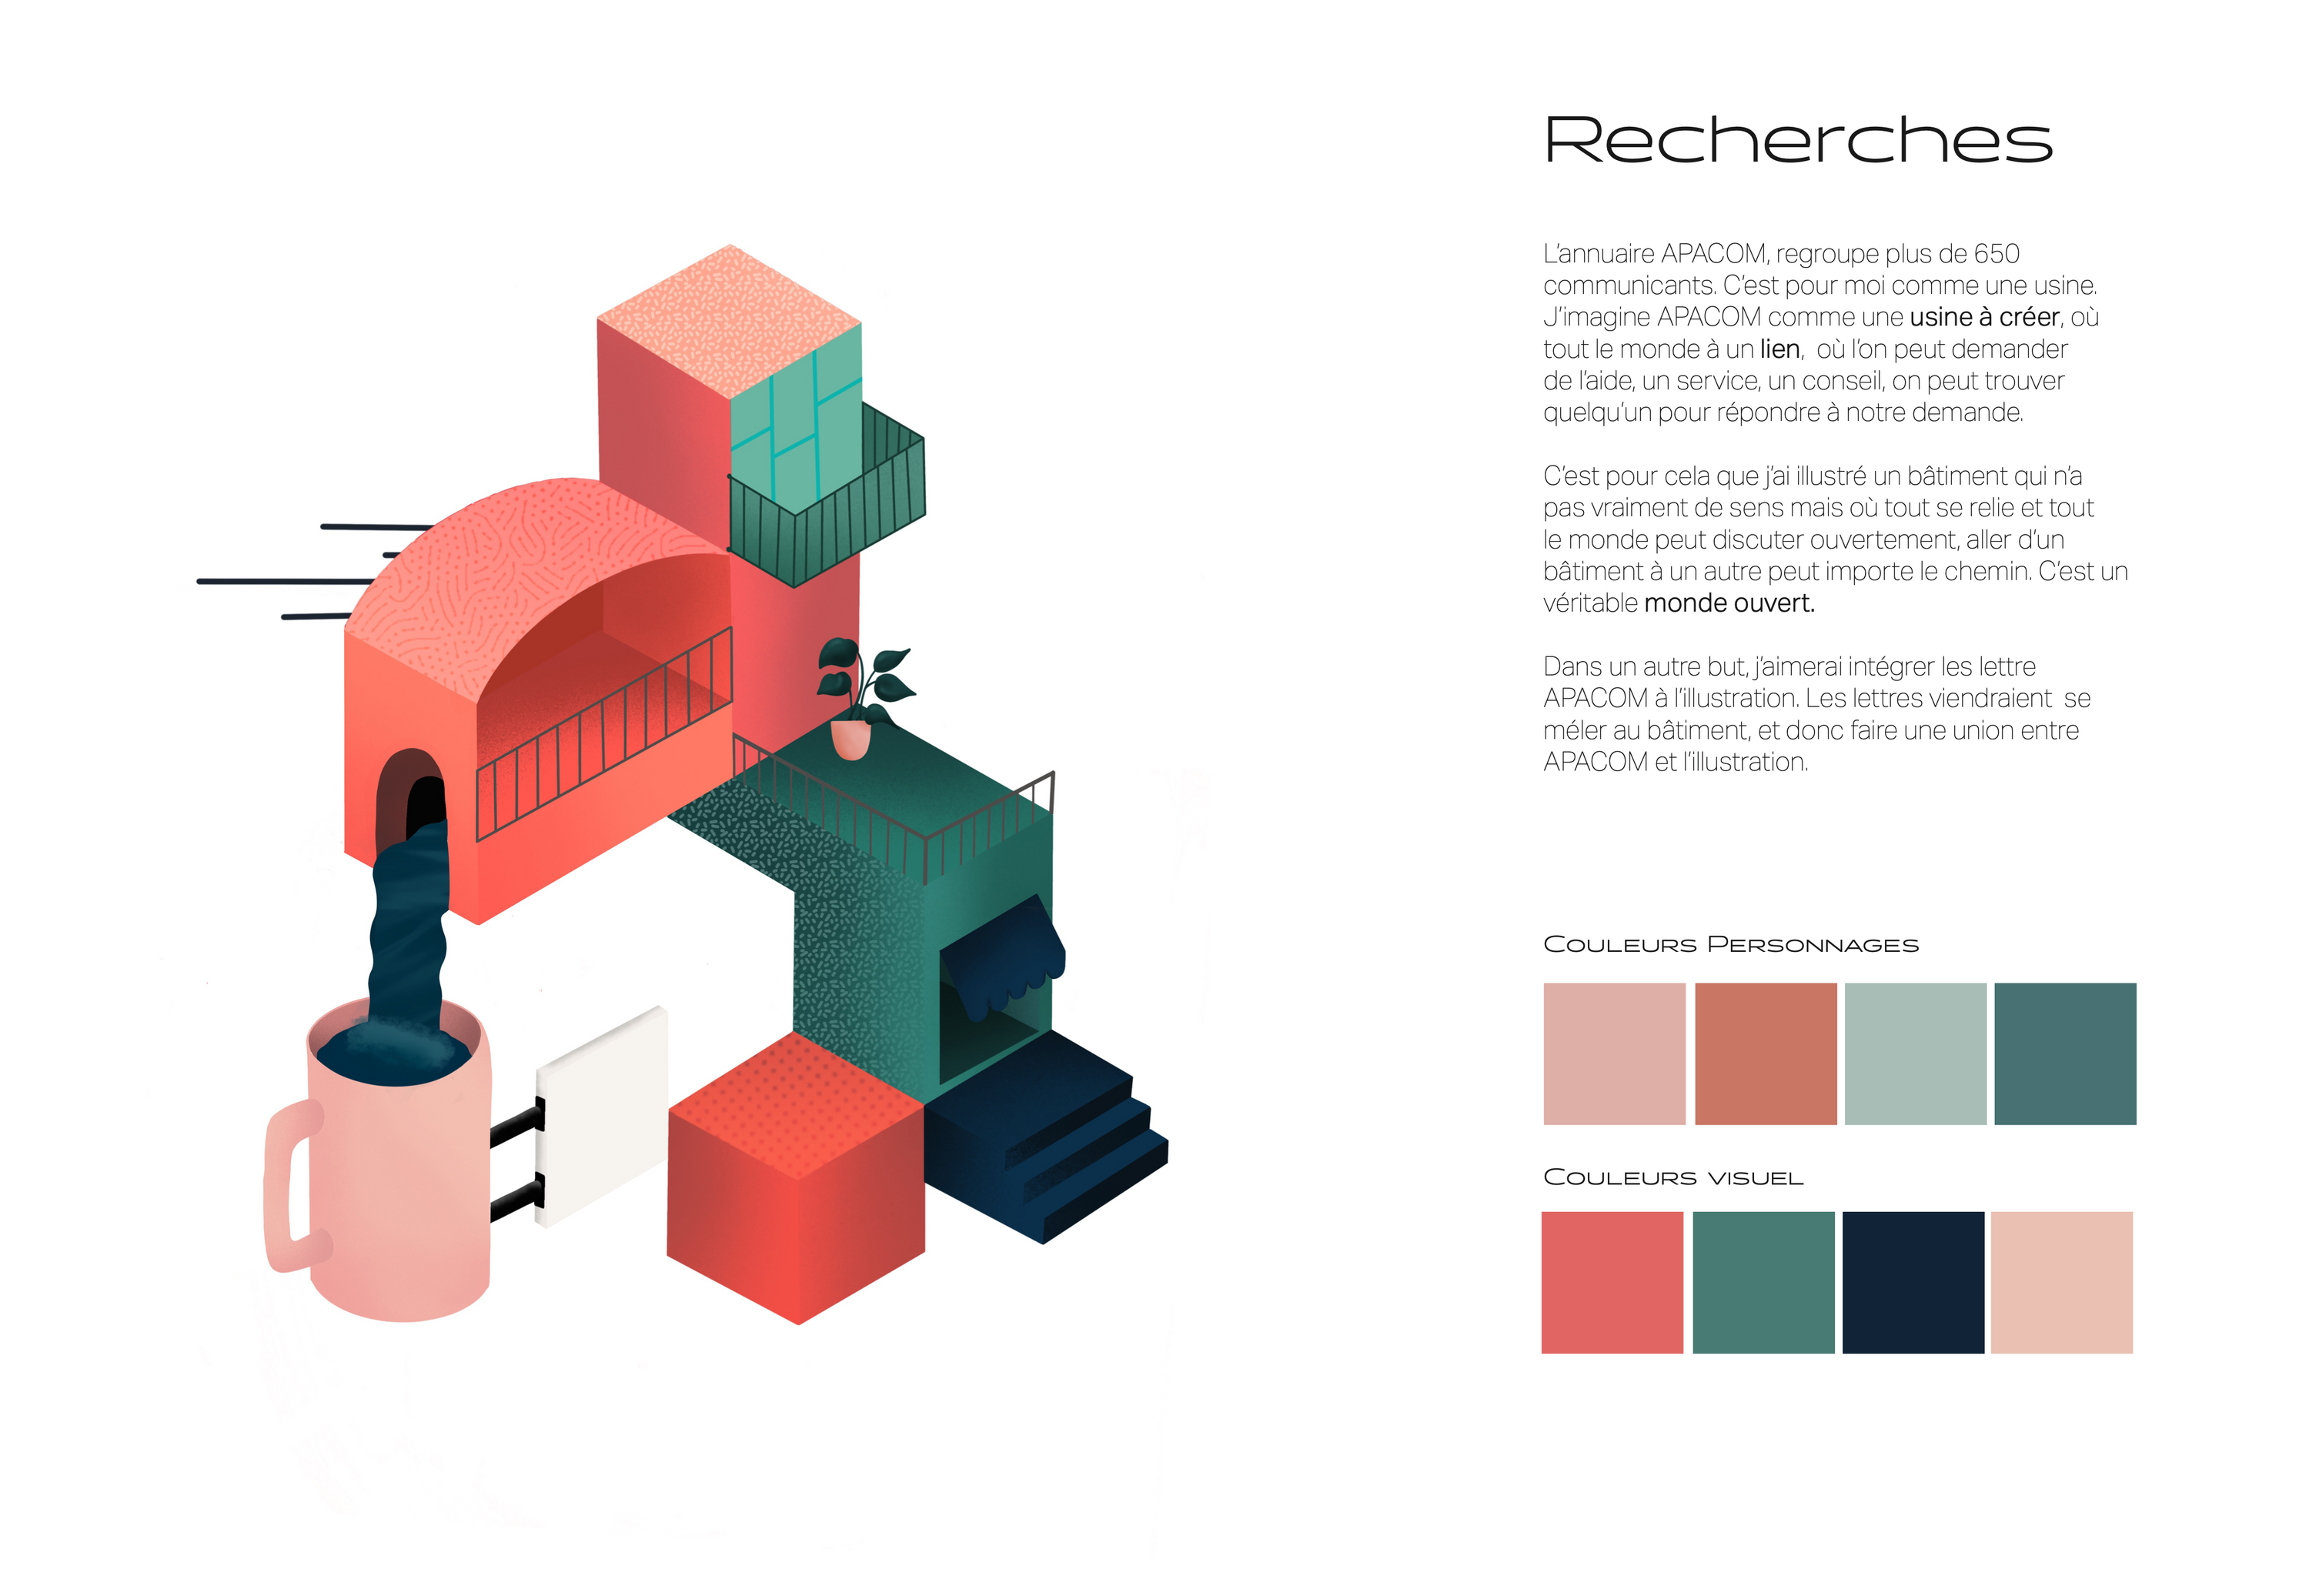 Recherches
L'annuaire APACOM, regroupe plus de 650
communicants. C'est pour moi comme une usine.
J'imagine APACOM comme une usine à créer, où
tout le monde à un lien,  où l'on peut demander
de l'aide, un service, un conseil, on peut trouver
quelqu'un pour répondre à notre demande.
C'est pour cela que j'ai illustré un bâtiment qui n'a
pas vraiment de sens mais où tout se relie et tout
le monde peut discuter ouvertement, aller d'un
bâtiment à un autre peut importe le chemin. C'est un
véritable monde ouvert.
Dans un autre but, j'aimerai intégrer les lettre
APACOM à l'illustration. Les lettres viendraient  se
méler au bâtiment, et donc faire une union entre
APACOM et l'illustration.
Couleurs Personnages
Couleurs visuel